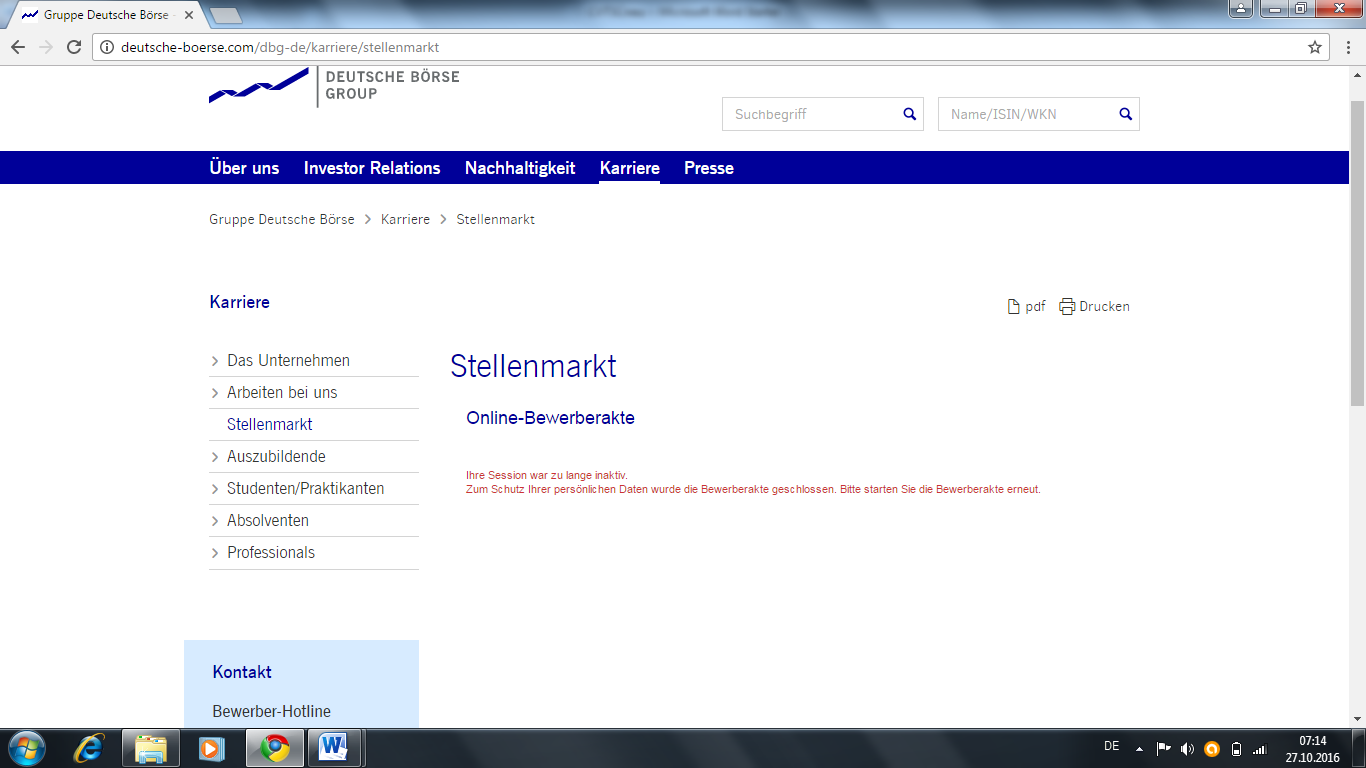 Gruppe Deutsche Börse -
deutsche-boerse.com/dbg-de/karriere/stellenmarkt
DEUTSCHE BÖRSE
GROUP
Suchbegriff
Name/ISIN/WKN
Über uns Investor Relations Nachhaltigkeit Karriere Presse
Gruppe Deutsche Börse > Karriere > Stellenmarkt
Karriere
pdf Drucken
Das Unternehmen
Arbeiten bei uns
Stellenmarkt
Auszubildende
Studenten/Praktikanten
Absolventen
Professionals
Stellenmarkt
Online-Bewerberakte
Ihre Session war zu lange inaktiv.
Zum Schutz Ihrer persönlichen Daten wurde die Bewerberakte geschlossen. Bitte starten Sie die Bewerberakte erneut.
Kontakt
Bewerber-Hotline
DE
07:14
27.10.2016